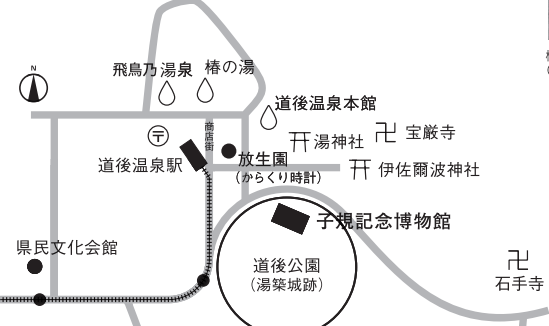 N
飛鳥乃湯泉
椿の湯
道後温泉本館
商店街
湯神社
宝厳寺
道後温泉駅
放生園
(からくり時計)
伊佐爾波神社
子規記念博物館
県民文化会館
道後公園
(湯築城跡)
石手寺